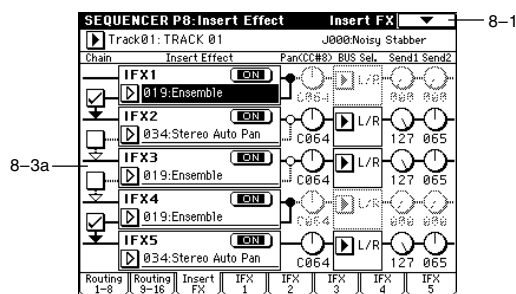 SEQUENCER P8:Insert Effect Insert FX
8–1
Track01: TRACK 01 J000:Noisy Stabber
Chain Insert Effect Pan(CC#8) BUS Sel. Send1 Send2
IFX1 ON
019:Ensemble C064 L/R 000 000
IFX2 ON
034:Stereo Auto Pan C064 L/R 127 065
8–3a
IFX3 ON
019:Ensemble C064 L/R 127 065
IFX4 ON
019:Ensemble C064 L/R 000 000
IFX5 ON
034:Stereo Auto Pan C064 L/R 127 065
Routing 1-8 Routing 9-16 Insert FX IFX 1 IFX 2 IFX 3 IFX 4 IFX 5